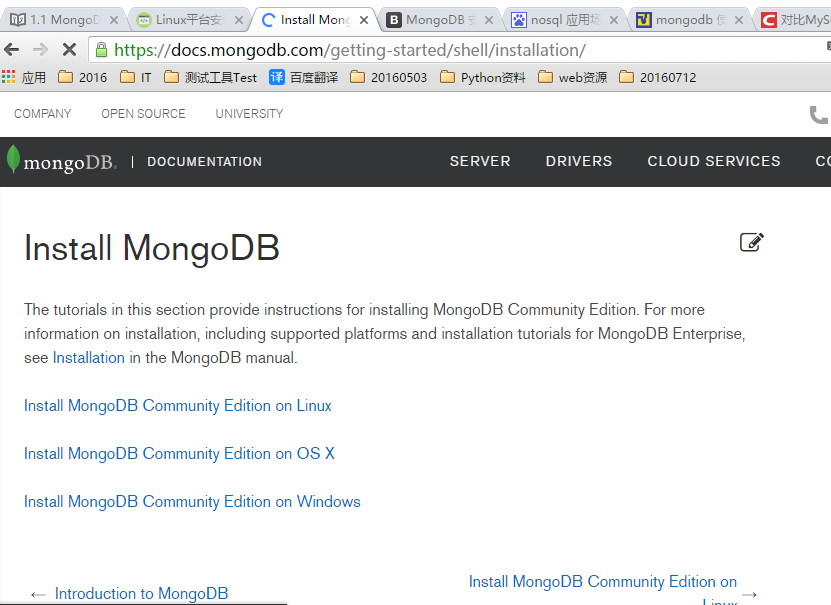 1.1 MongoD
Linux平台安
Install Mong
MongoDB 安
nosql 应用场
mongodb 使
对比MyS
https://docs.mongodb.com/getting-started/shell/installation/
应用 2016 IT 测试工具Test 译 百度翻译 20160503 Python资料 web资源 20160712
COMPANY OPEN SOURCE UNIVERSITY
mongoDB. | DOCUMENTATION SERVER DRIVERS CLOUD SERVICES
Install MongoDB
The tutorials in this section provide instructions for installing MongoDB Community Edition. For more
information on installation, including supported platforms and installation tutorials for MongoDB Enterprise,
see Installation in the MongoDB manual.
Install MongoDB Community Edition on Linux
Install MongoDB Community Edition on OS X
Install MongoDB Community Edition on Windows
← Introduction to MongoDB
Install MongoDB Community Edition on →
Linux